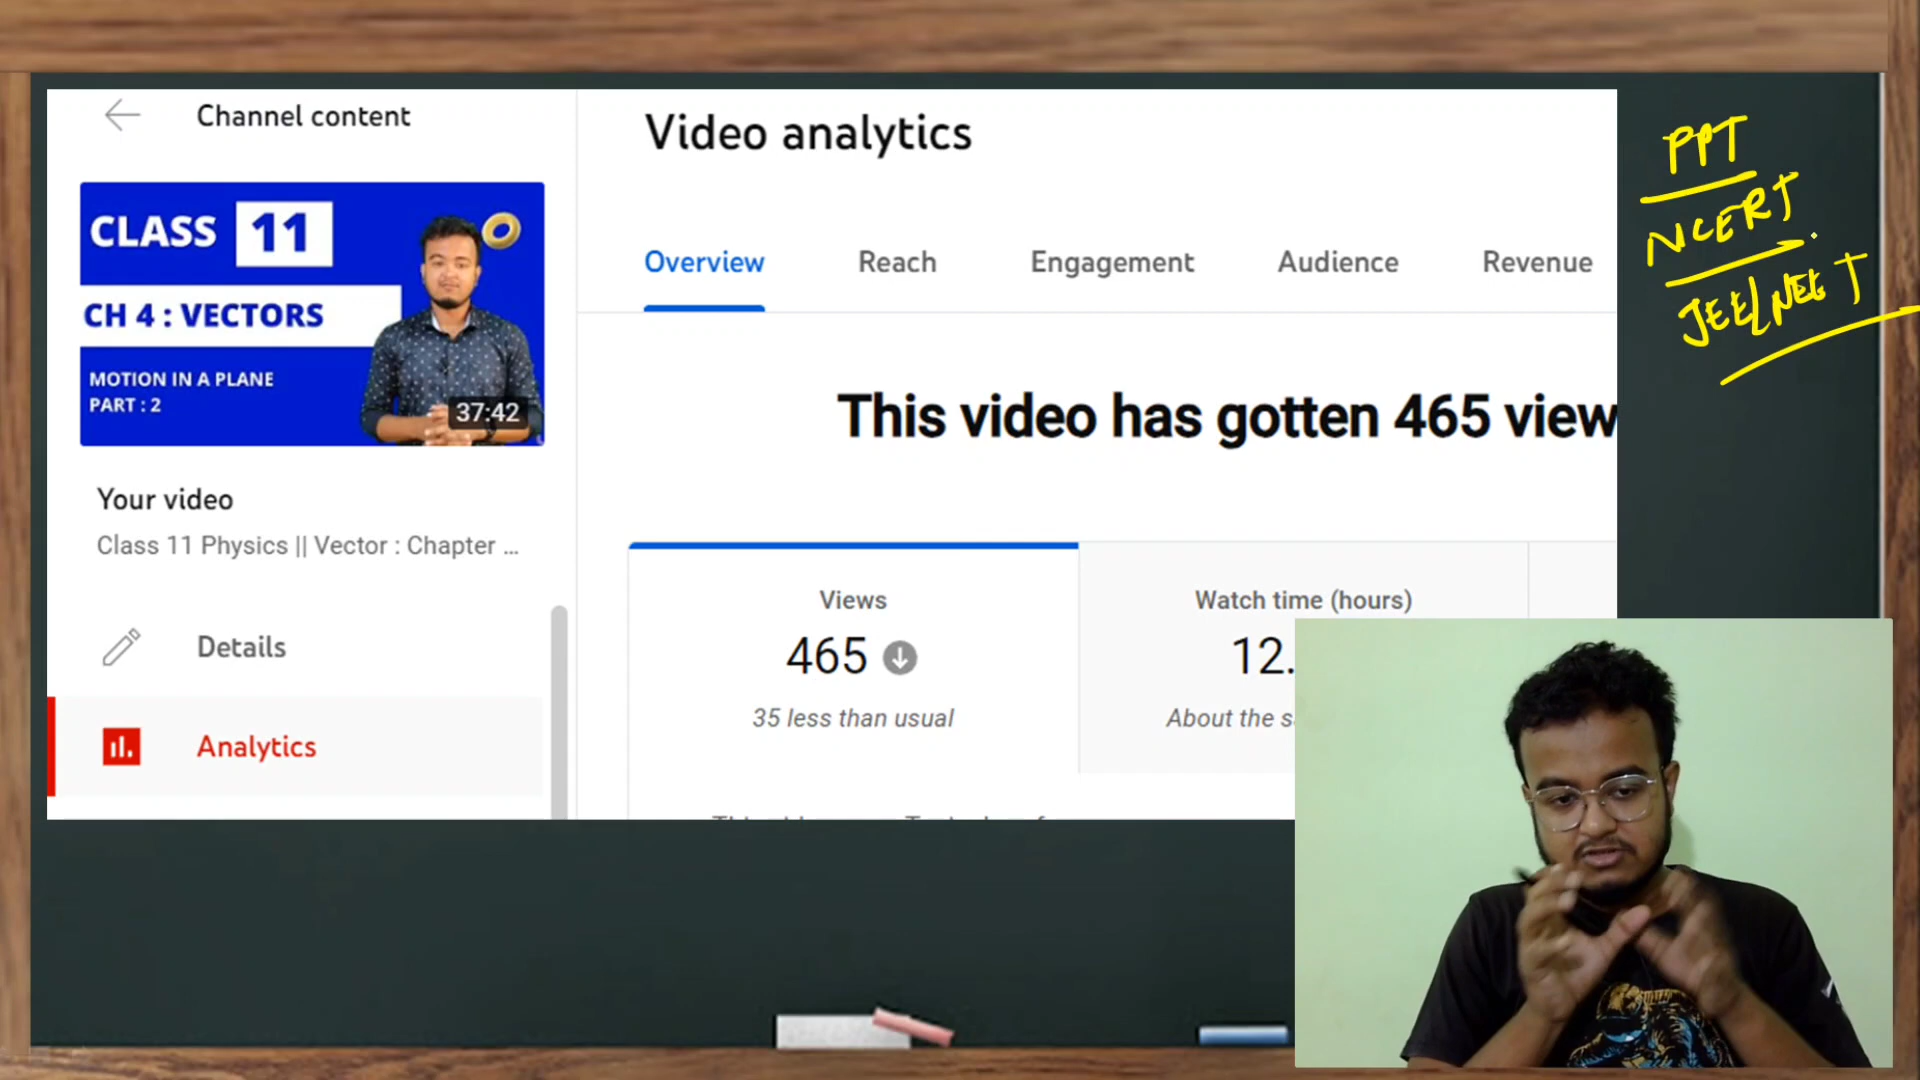 Channel content
CLASS 11
CH 4 : VECTORS
MOTION IN A PLANE
PART : 2
37:42
Your video
Class 11 Physics || Vector : Chapter ...
Details
Analytics
Video analytics
Overview Reach Engagement Audience Revenue
This video has gotten 465 view
Views
465
35 less than usual
Watch time (hours)
12.
About the s
PPT
NCERT
JEE/NEET